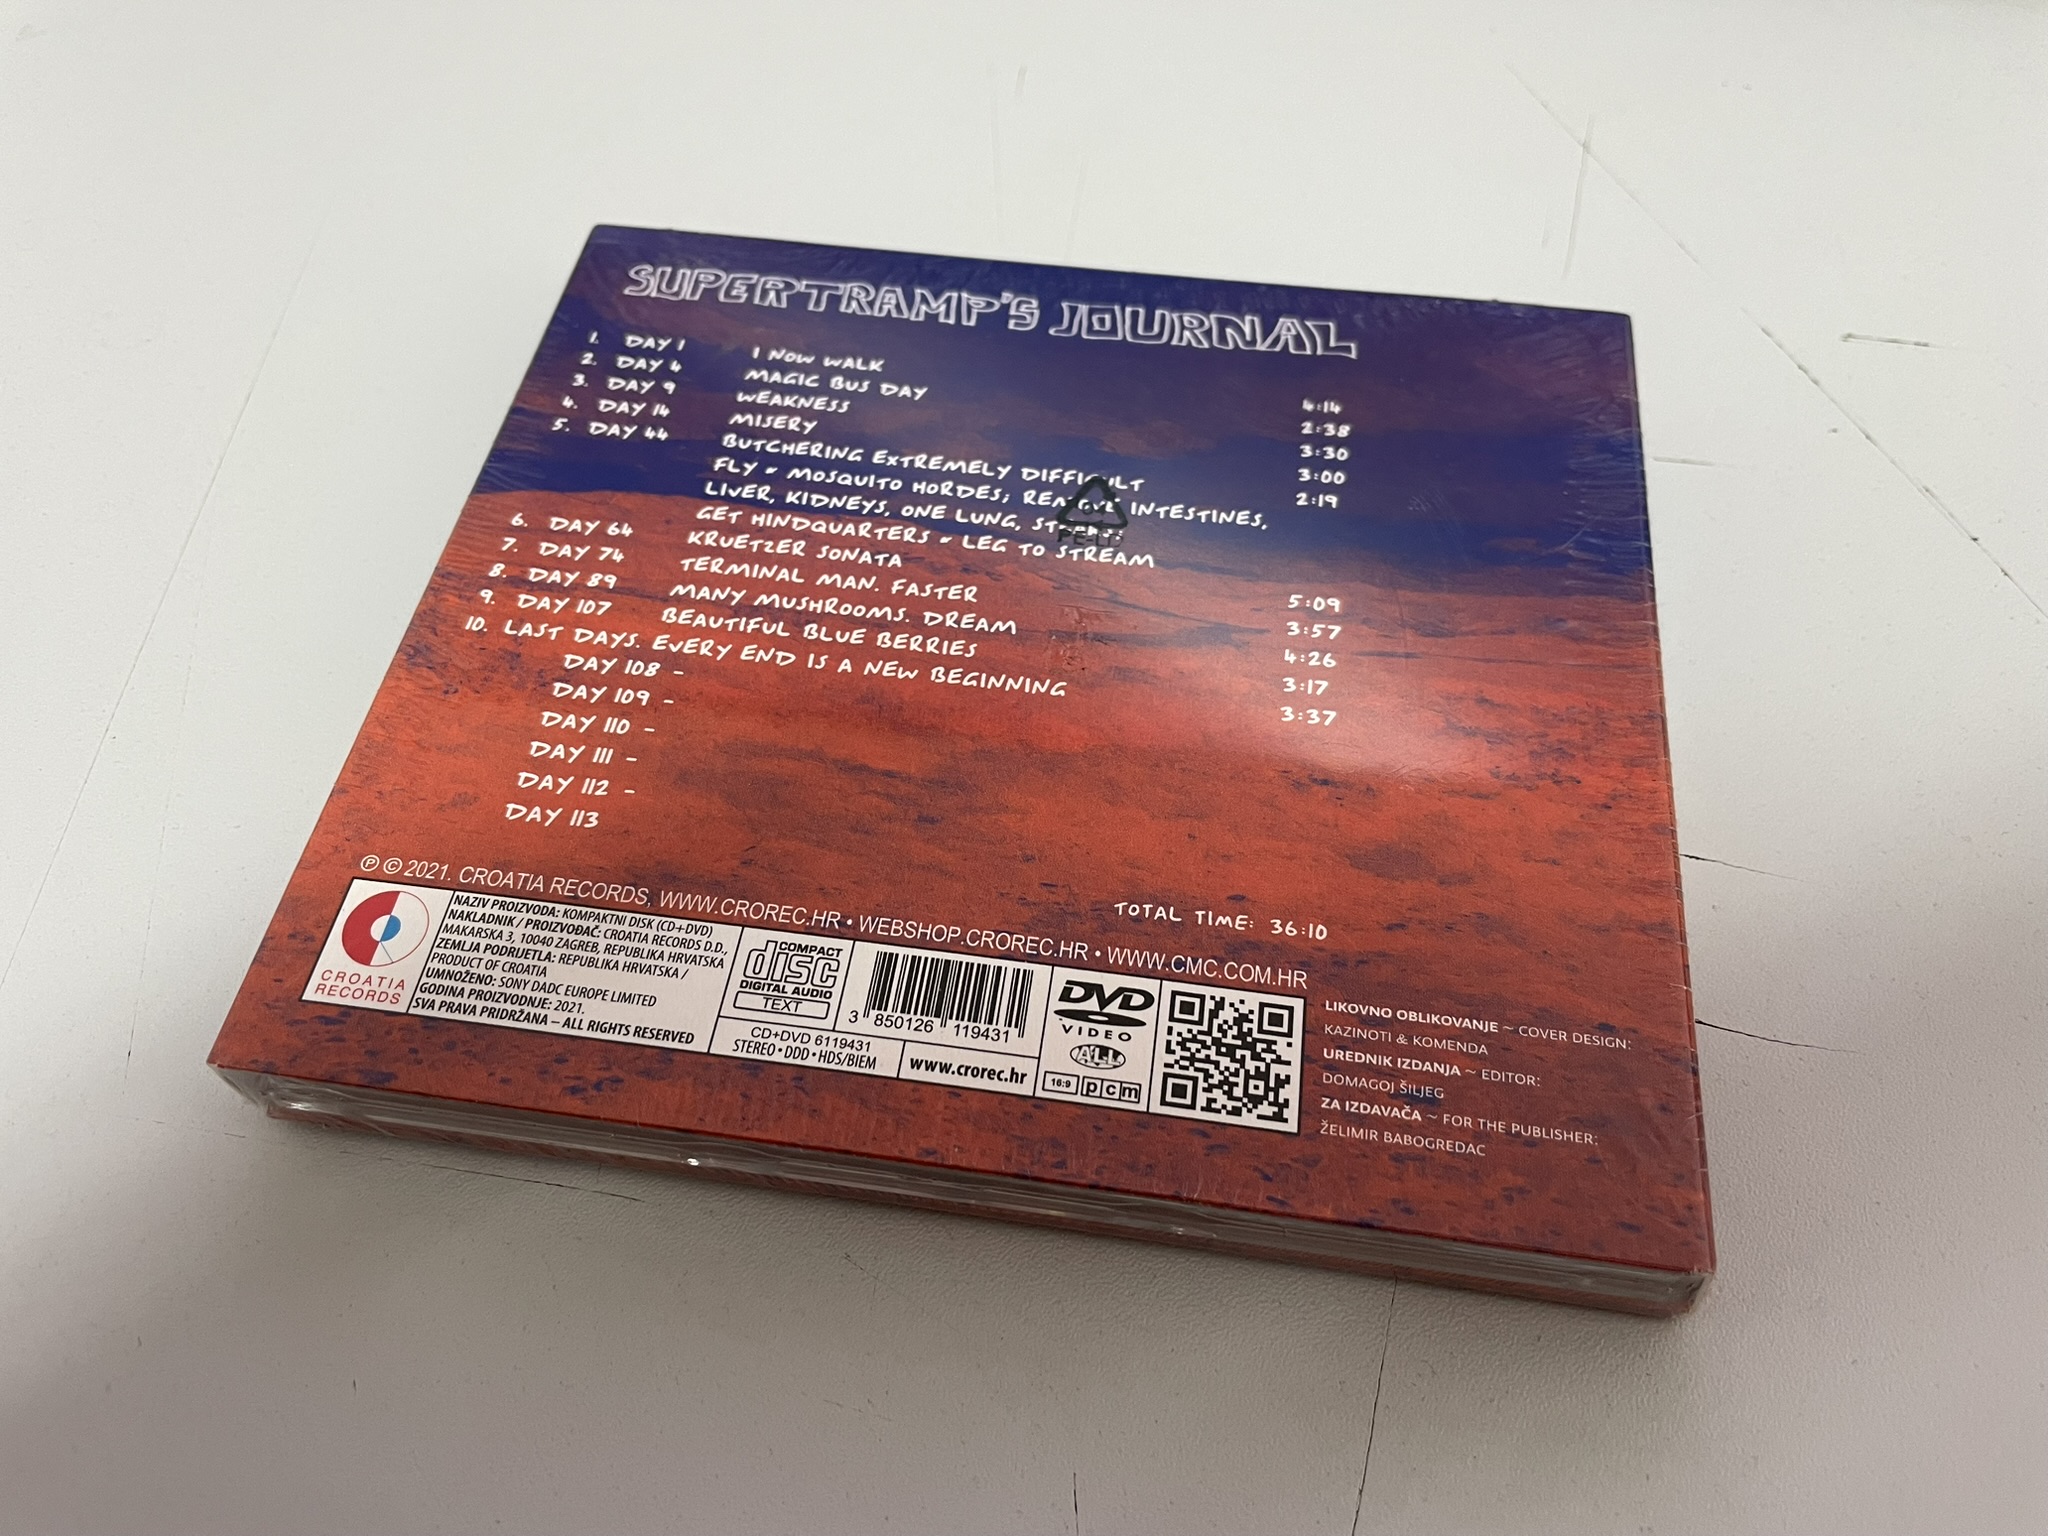 SUPERTRAMP'S JOURNAL
1. DAY 1 I NOW WALK 4:14
2. DAY 4 MAGIC BUS DAY 2:38
3. DAY 9 WEAKNESS 3:30
4. DAY 14 MISERY 3:00
5. DAY 44 BUTCHERING EXTREMELY DIFFICULT 2:19
FLY & MOSQUITO HORDES; REMOVE INTESTINES,
LIVER, KIDNEYS, ONE LUNG, STEAKS;
GET HINDQUARTERS & LEG TO STREAM
6. DAY 64 KRUETZER SONATA 5:09
7. DAY 74 TERMINAL MAN. FASTER 3:57
8. DAY 89 MANY MUSHROOMS. DREAM 4:26
9. DAY 107 BEAUTIFUL BLUE BERRIES 3:17
10. LAST DAYS. EVERY END IS A NEW BEGINNING 3:37
DAY 108 -
DAY 109 -
DAY 110 -
DAY 111 -
DAY 112 -
DAY 113
04
PE-LD
TOTAL TIME: 36:10
Ⓟ © 2021. CROATIA RECORDS, WWW.CROREC.HR • WEBSHOP.CROREC.HR • WWW.CMC.COM.HR
CROATIA
RECORDS
NAZIV PROIZVODA: KOMPAKTNI DISK (CD+DVD)
NAKLADNIK / PROIZVOĐAČ: CROATIA RECORDS D.D.,
MAKARSKA 3, 10040 ZAGREB, REPUBLIKA HRVATSKA
ZEMLJA PODRIJETLA: REPUBLIKA HRVATSKA /
PRODUCT OF CROATIA
UMNOŽENO: SONY DADC EUROPE LIMITED
GODINA PROIZVODNJE: 2021.
SVA PRAVA PRIDRŽANA – ALL RIGHTS RESERVED
COMPACT
disc
DIGITAL AUDIO
TEXT
CD+DVD 6119431
STEREO • DDD • HDS/BIEM
3 850126 119431
www.crorec.hr
DVD
VIDEO
ALL
16:9 pcm
LIKOVNO OBLIKOVANJE ~ COVER DESIGN:
KAZINOTI & KOMENDA
UREDNIK IZDANJA ~ EDITOR:
DOMAGOJ ŠILJEG
ZA IZDAVAČA ~ FOR THE PUBLISHER:
ŽELIMIR BABOGREDAC